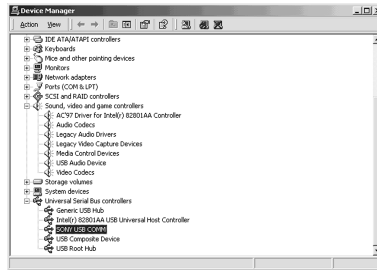 Device Manager
Action View
IDE ATA/ATAPI controllers
Keyboards
Mice and other pointing devices
Monitors
Network adapters
Ports (COM & LPT)
SCSI and RAID controllers
Sound, video and game controllers
AC'97 Driver for Intel(r) 82801AA Controller
Audio Codecs
Legacy Audio Drivers
Legacy Video Capture Devices
Media Control Devices
USB Audio Device
Video Codecs
Storage volumes
System devices
Universal Serial Bus controllers
Generic USB Hub
Intel(r) 82801AA USB Universal Host Controller
SONY USB COMM
USB Composite Device
USB Root Hub